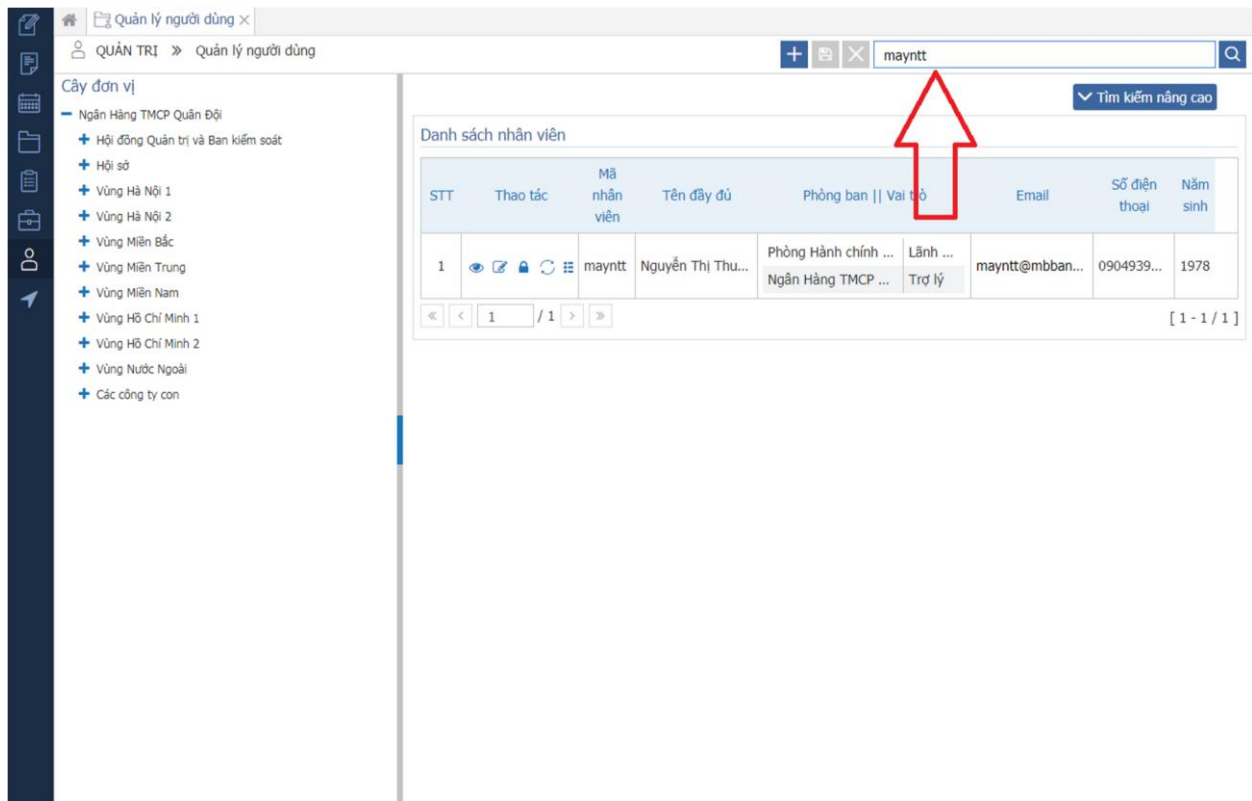 Quản lý người dùng
QUẢN TRỊ » Quản lý người dùng
mayntt
Cây đơn vị
Ngân Hàng TMCP Quân Đội
Hội đồng Quản trị và Ban kiểm soát
Hội sở
Vùng Hà Nội 1
Vùng Hà Nội 2
Vùng Miền Bắc
Vùng Miền Trung
Vùng Miền Nam
Vùng Hồ Chí Minh 1
Vùng Hồ Chí Minh 2
Vùng Nước Ngoài
Các công ty con
Tìm kiếm nâng cao
Danh sách nhân viên
STT Thao tác Mã nhân viên Tên đầy đủ Phòng ban || Vai trò Email Số điện thoại Năm sinh
1 mayntt Nguyễn Thị Thu... Phòng Hành chính ... Lãnh ... mayntt@mbban... 0904939... 1978
Ngân Hàng TMCP ... Trợ lý
« < 1 / 1 > »
[ 1 - 1 / 1 ]